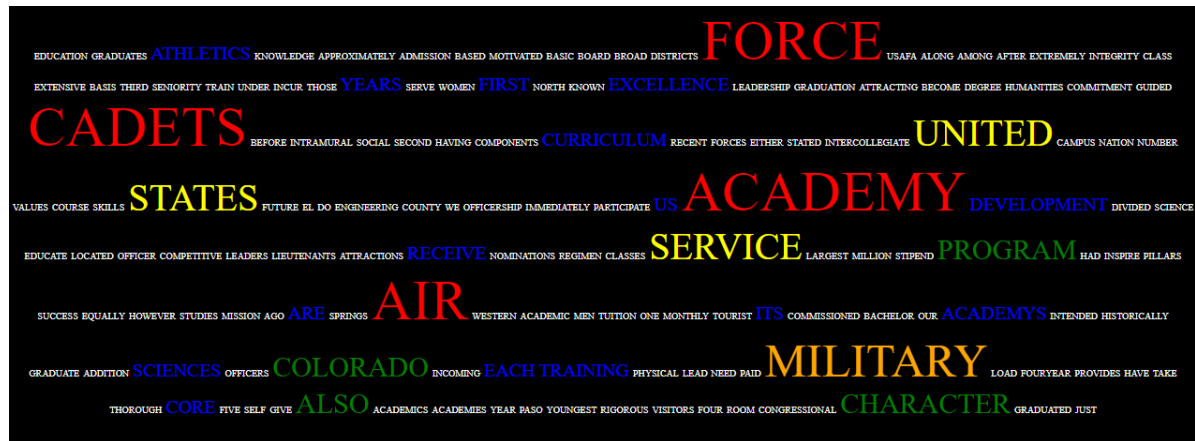 EDUCATION GRADUATES ATHLETICS KNOWLEDGE APPROXIMATELY ADMISSION BASED MOTIVATED BASIC BOARD BROAD DISTRICTS FORCE USAFA ALONG AMONG AFTER EXTREMELY INTEGRITY CLASS
EXTENSIVE BASIS THIRD SENIORITY TRAIN UNDER INCUR THOSE YEARS SERVE WOMEN FIRST NORTH KNOWN EXCELLENCE LEADERSHIP GRADUATION ATTRACTING BECOME DEGREE HUMANITIES COMMITMENT GUIDED
CADETS BEFORE INTRAMURAL SOCIAL SECOND HAVING COMPONENTS CURRICULUM RECENT FORCES EITHER STATED INTERCOLLEGIATE UNITED CAMPUS NATION NUMBER
VALUES COURSE SKILLS STATES FUTURE EL DO ENGINEERING COUNTY WE OFFICERSHIP IMMEDIATELY PARTICIPATE US ACADEMY DEVELOPMENT DIVIDED SCIENCE
EDUCATE LOCATED OFFICER COMPETITIVE LEADERS LIEUTENANTS ATTRACTIONS RECEIVE NOMINATIONS REGIMEN CLASSES SERVICE LARGEST MILLION STIPEND PROGRAM HAD INSPIRE PILLARS
SUCCESS EQUALLY HOWEVER STUDIES MISSION AGO ARE SPRINGS AIR WESTERN ACADEMIC MEN TUITION ONE MONTHLY TOURIST ITS COMMISSIONED BACHELOR OUR ACADEMYS INTENDED HISTORICALLY
GRADUATE ADDITION SCIENCES OFFICERS COLORADO INCOMING EACH TRAINING PHYSICAL LEAD NEED PAID MILITARY LOAD FOURYEAR PROVIDES HAVE TAKE
THOROUGH CORE FIVE SELF GIVE ALSO ACADEMICS ACADEMIES YEAR PASO YOUNGEST RIGOROUS VISITORS FOUR ROOM CONGRESSIONAL CHARACTER GRADUATED JUST